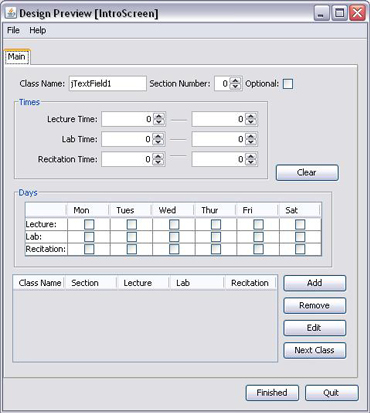 Design Preview [IntroScreen]
File Help
Main
Class Name: jTextField1 Section Number: 0 Optional:
Times
Lecture Time: 0 0
Lab Time: 0 0
Recitation Time: 0 0
Clear
Days
Mon Tues Wed Thur Fri Sat
Lecture:
Lab:
Recitation:
Class Name Section Lecture Lab Recitation
Add
Remove
Edit
Next Class
Finished Quit